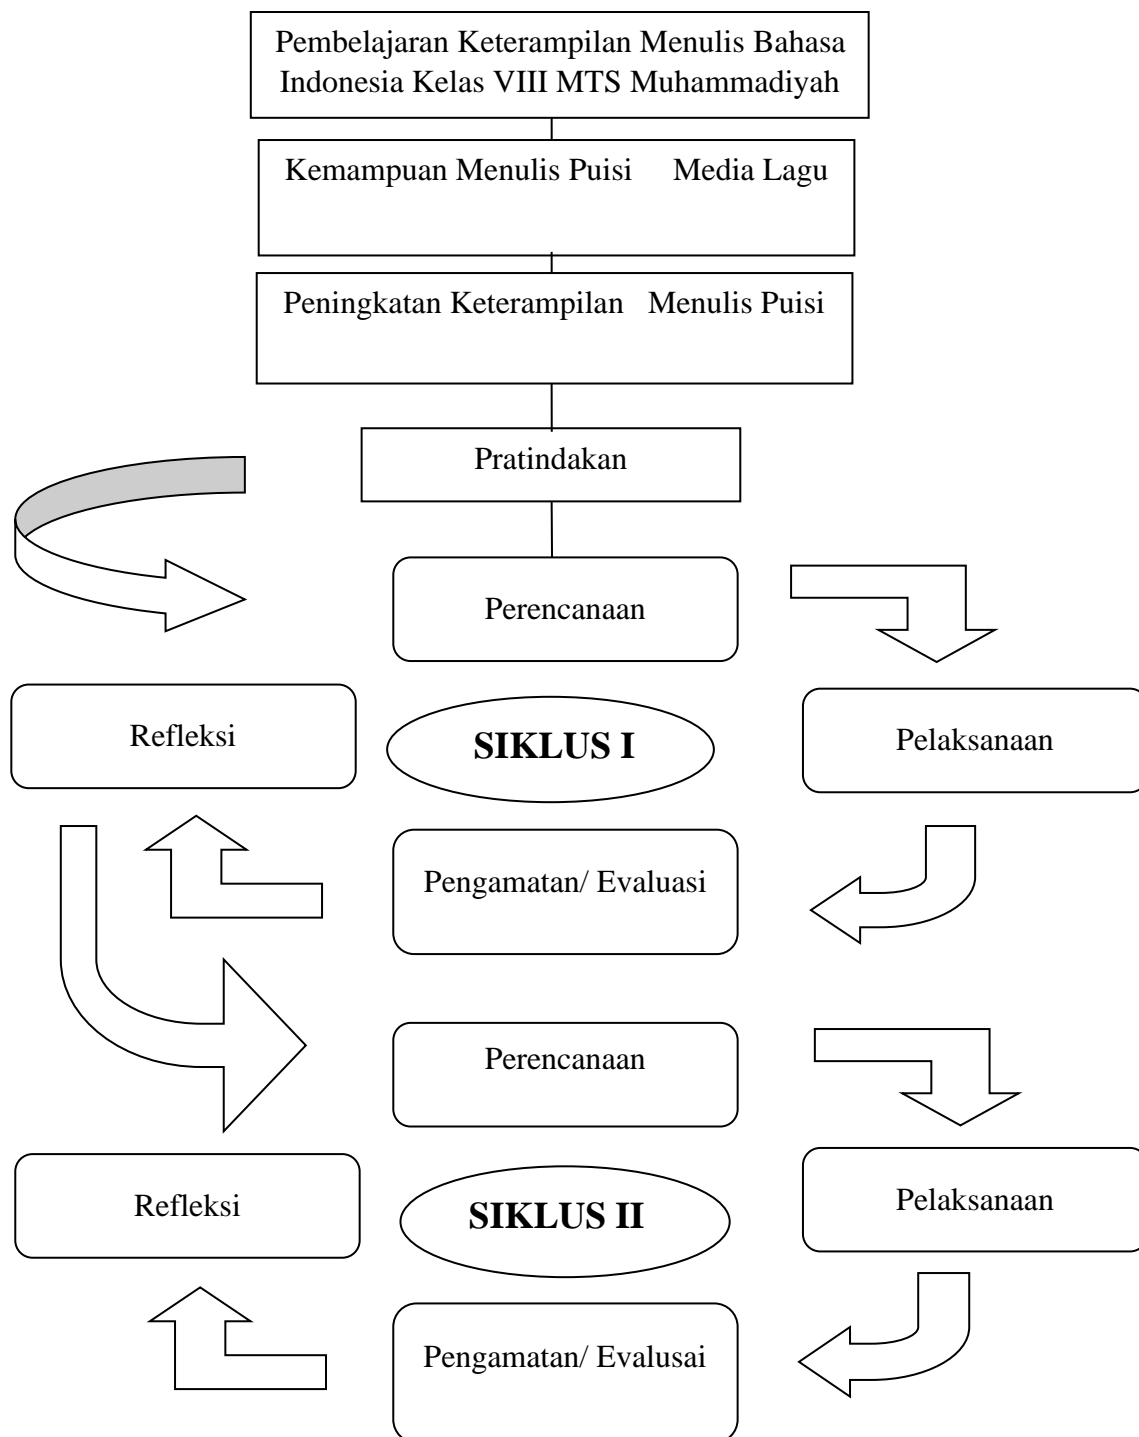 Pembelajaran Keterampilan Menulis Bahasa
Indonesia Kelas VIII MTS Muhammadiyah
Kemampuan Menulis Puisi Media Lagu
Peningkatan Keterampilan Menulis Puisi
Pratindakan
Perencanaan
Refleksi
SIKLUS I
Pelaksanaan
Pengamatan/ Evaluasi
Perencanaan
Refleksi
SIKLUS II
Pelaksanaan
Pengamatan/ Evalusai